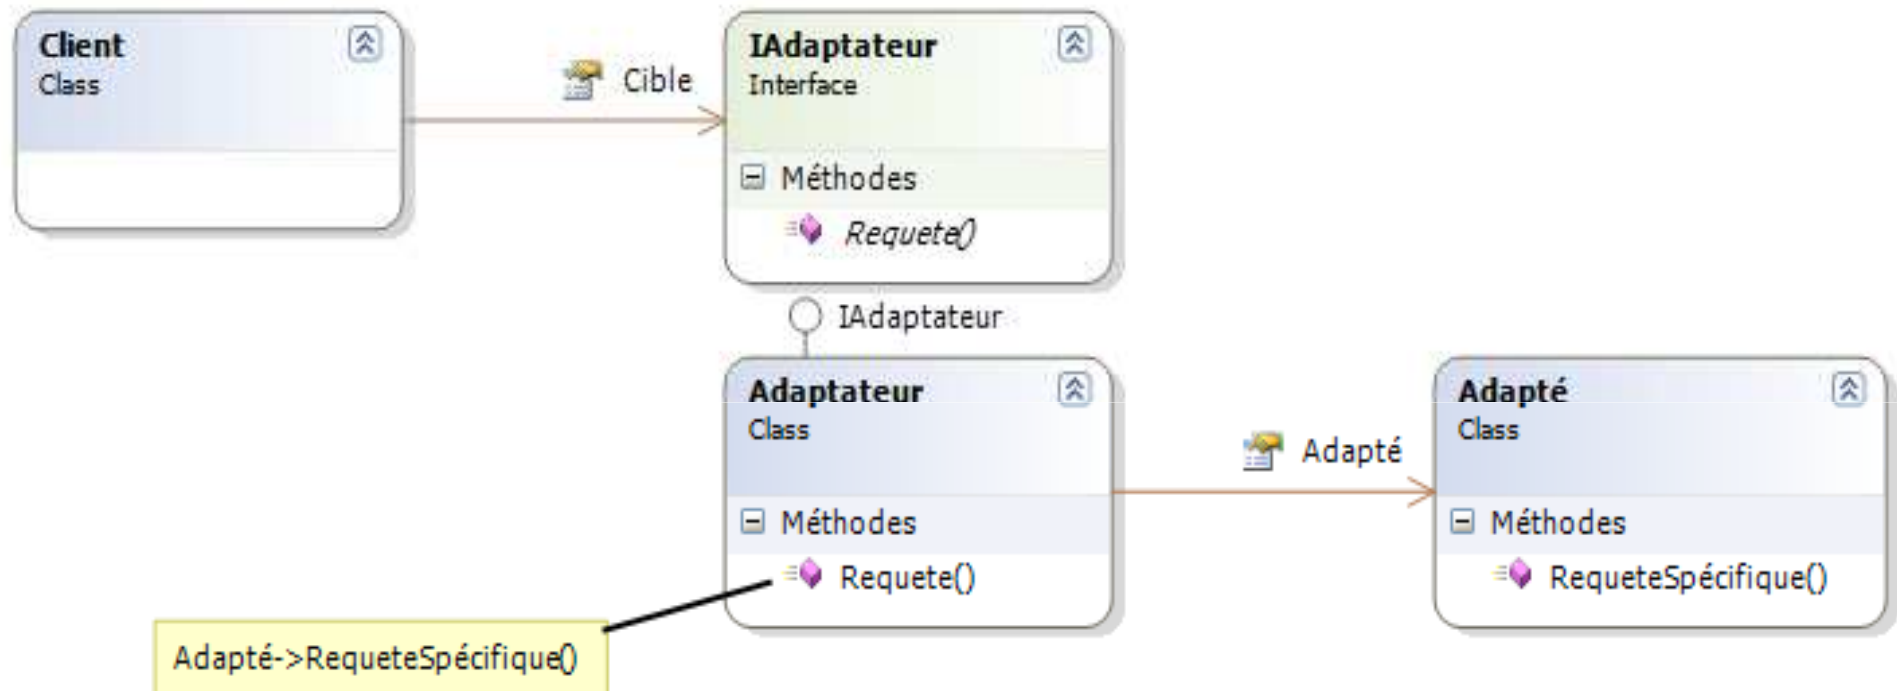 Client
Class
Cible
IAdaptateur
Interface
Méthodes
Requete()
IAdaptateur
Adaptateur
Class
Méthodes
Requete()
Adapté
Adapté
Class
Méthodes
RequeteSpécifique()
Adapté->RequeteSpécifique()